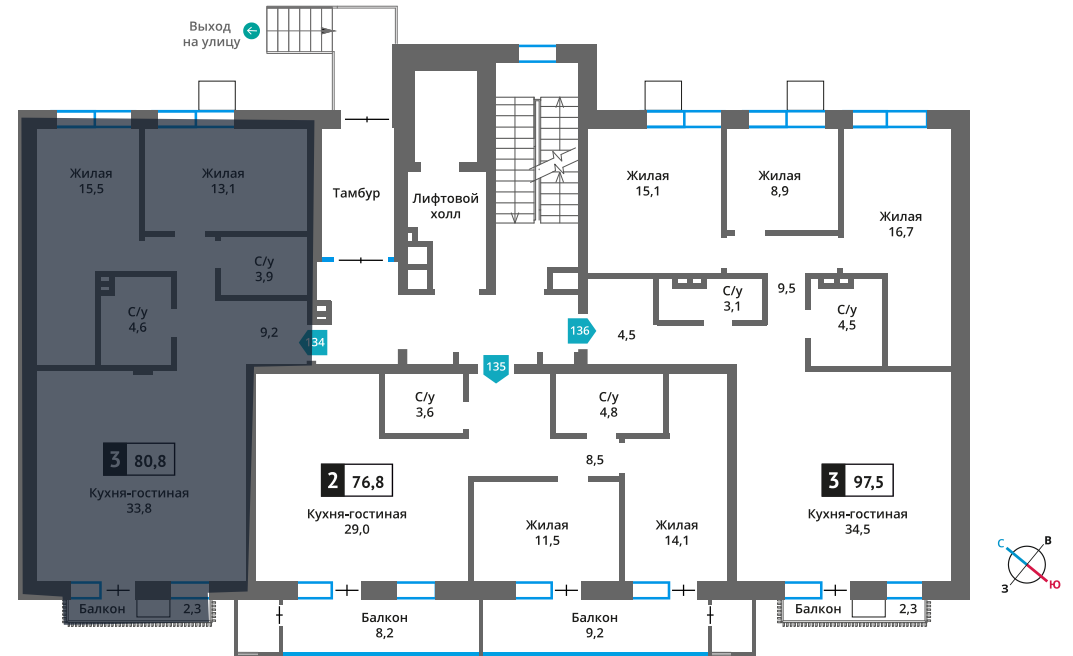 Выход
на улицу
Жилая
15,5
Жилая
13,1
Тамбур
Лифтовой
холл
Жилая
15,1
Жилая
8,9
Жилая
16,7
С/у
3,9
С/у
4,6
9,2
134
135
136
4,5
С/у
3,1
9,5
С/у
4,5
С/у
3,6
С/у
4,8
8,5
3 80,8
Кухня-гостиная
33,8
2 76,8
Кухня-гостиная
29,0
Жилая
11,5
Жилая
14,1
3 97,5
Кухня-гостиная
34,5
Балкон 2,3
Балкон
8,2
Балкон
9,2
Балкон 2,3
С
В
З
Ю